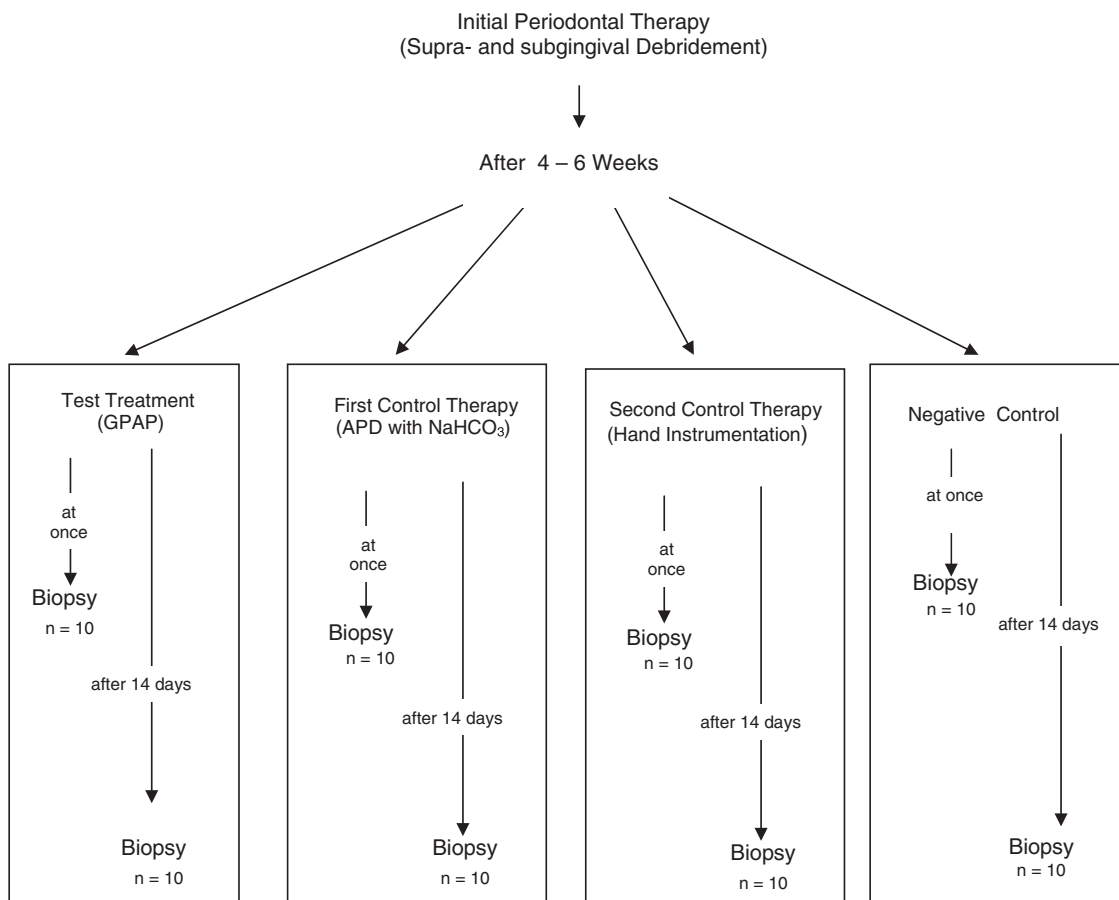 Initial Periodontal Therapy
(Supra- and subgingival Debridement)
After 4 – 6 Weeks
Test Treatment
(GPAP)
at
once
Biopsy
n = 10
after 14 days
Biopsy
n = 10
First Control Therapy
(APD with NaHCO₃)
at
once
Biopsy
n = 10
after 14 days
Biopsy
n = 10
Second Control Therapy
(Hand Instrumentation)
at
once
Biopsy
n = 10
after 14 days
Biopsy
n = 10
Negative Control
at once
Biopsy
n = 10
after 14 days
Biopsy
n = 10